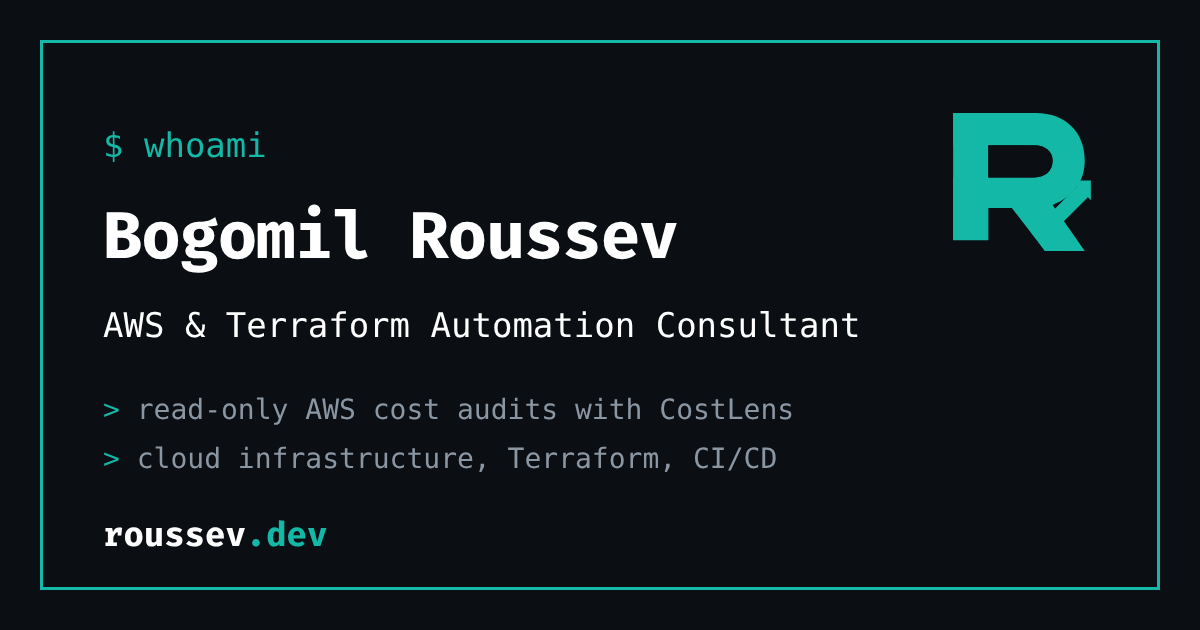 $ whoami
R
Bogomil Roussev
AWS & Terraform Automation Consultant
> read-only AWS cost audits with CostLens
> cloud infrastructure, Terraform, CI/CD
roussev.dev